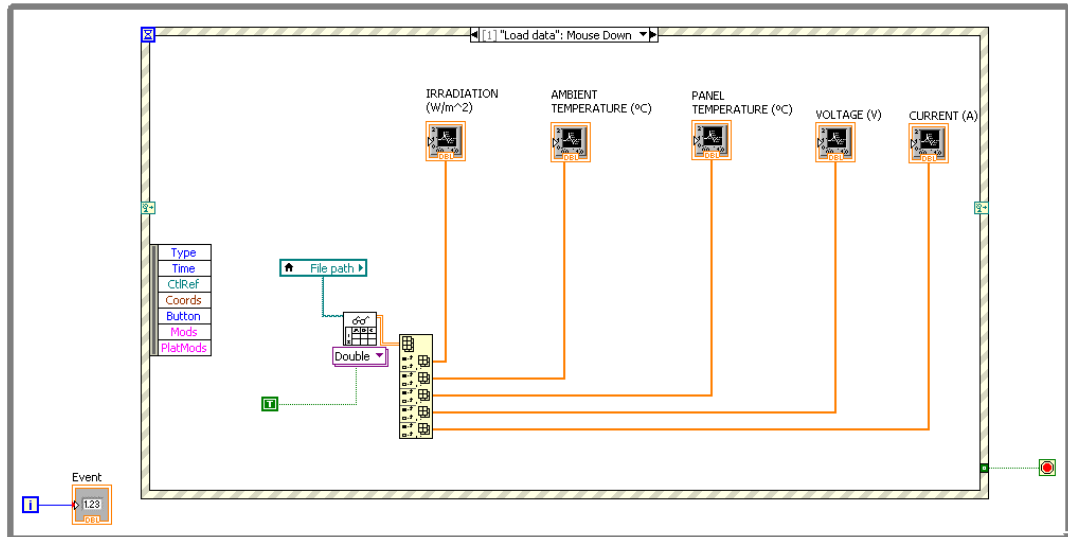 [1] "Load data": Mouse Down
IRRADIATION
(W/m^2)
AMBIENT
TEMPERATURE (ºC)
PANEL
TEMPERATURE (ºC)
VOLTAGE (V)
CURRENT (A)
DBL
DBL
DBL
DBL
DBL
Type
Time
CtlRef
Coords
Button
Mods
PlatMods
File path
Double
T
Event
i
1.23
DBL